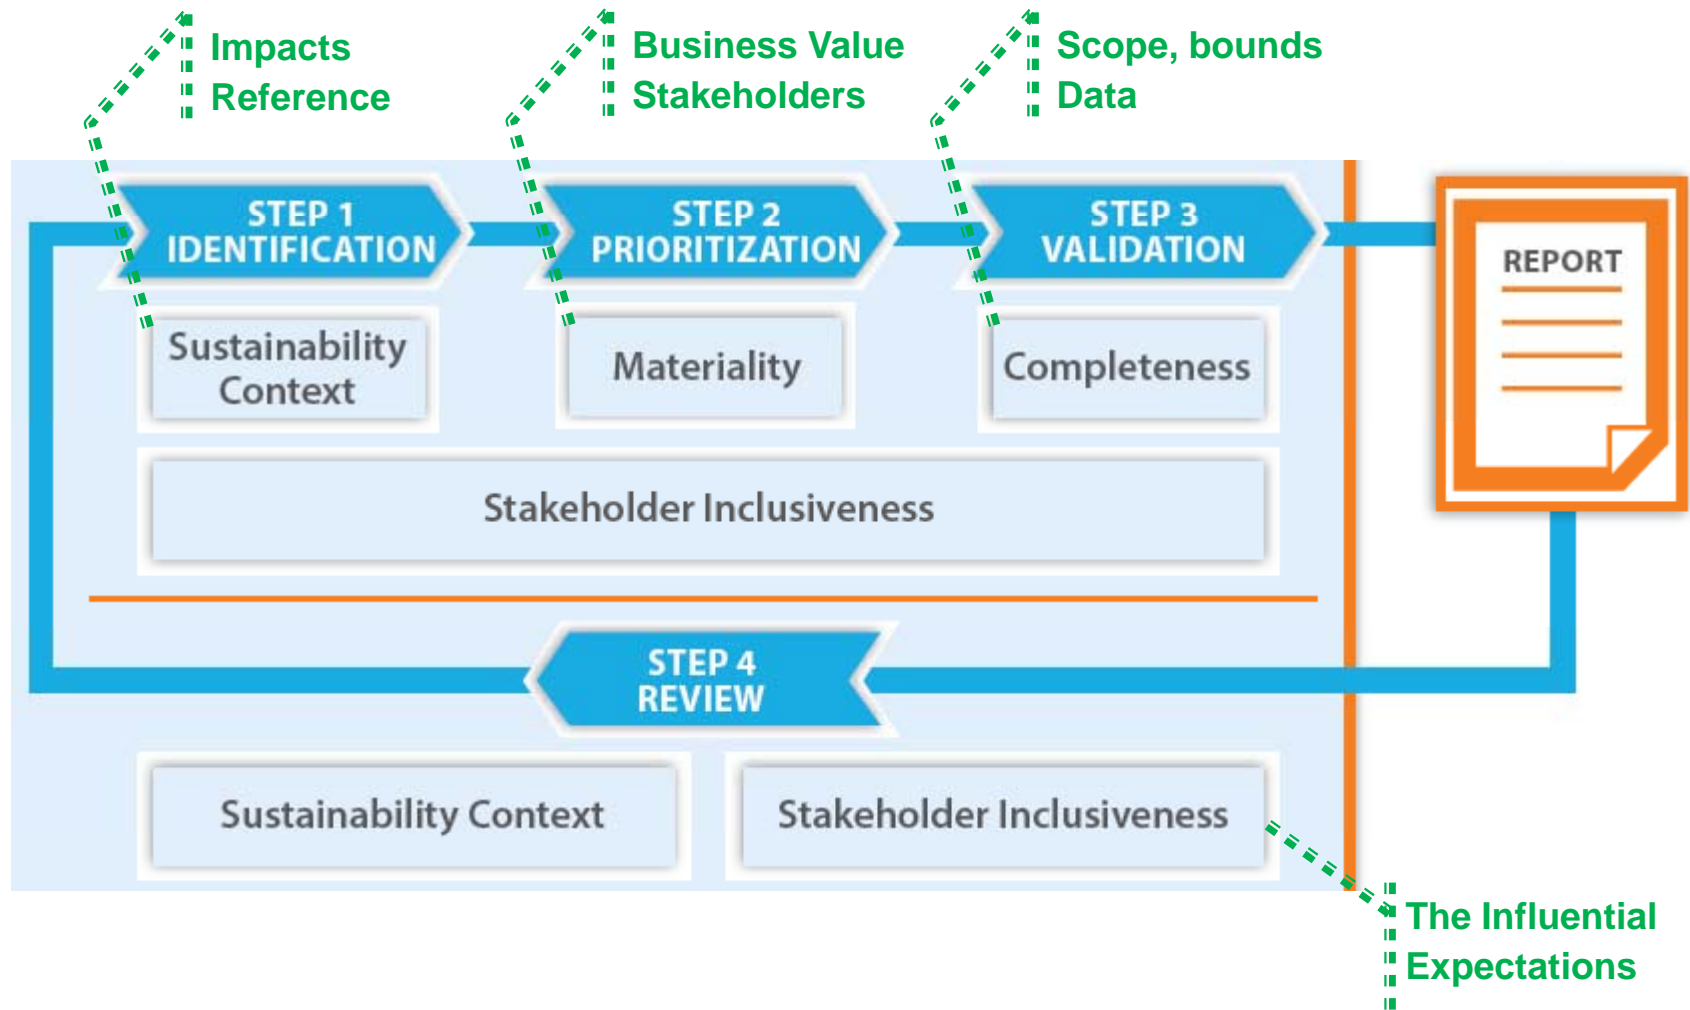 Impacts
Reference
Business Value
Stakeholders
Scope, bounds
Data
STEP 1
IDENTIFICATION
STEP 2
PRIORITIZATION
STEP 3
VALIDATION
REPORT
Sustainability
Context
Materiality
Completeness
Stakeholder Inclusiveness
STEP 4
REVIEW
Sustainability Context
Stakeholder Inclusiveness
The Influential
Expectations